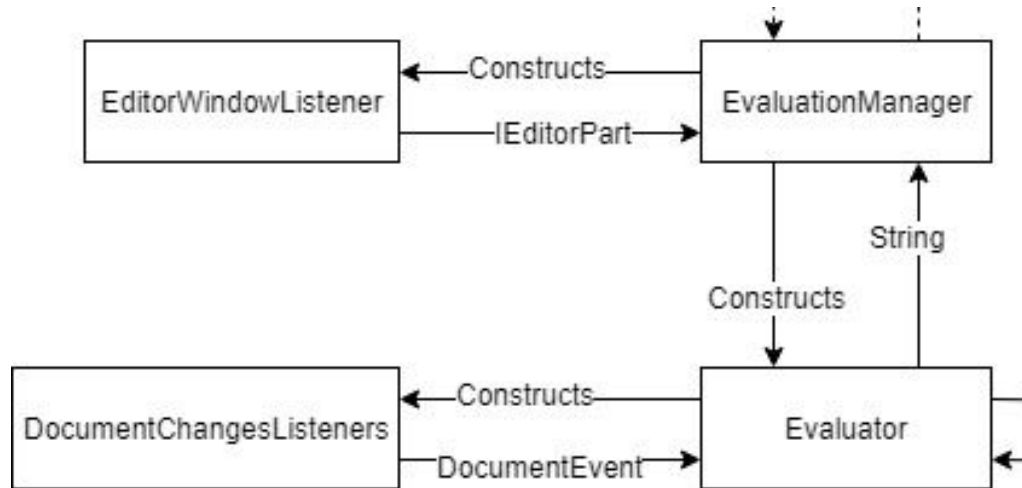 Constructs
EditorWindowListener
EvaluationManager
IEditorPart
String
Constructs
Constructs
DocumentChangesListeners
Evaluator
DocumentEvent